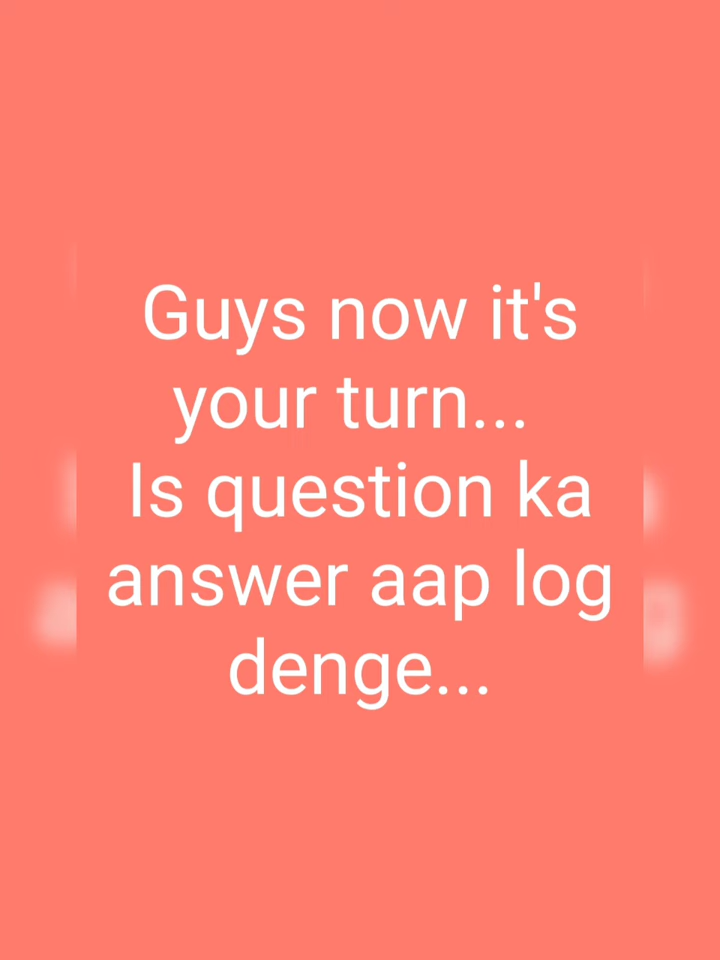 Guys now it's
your turn...
Is question ka
answer aap log
denge...